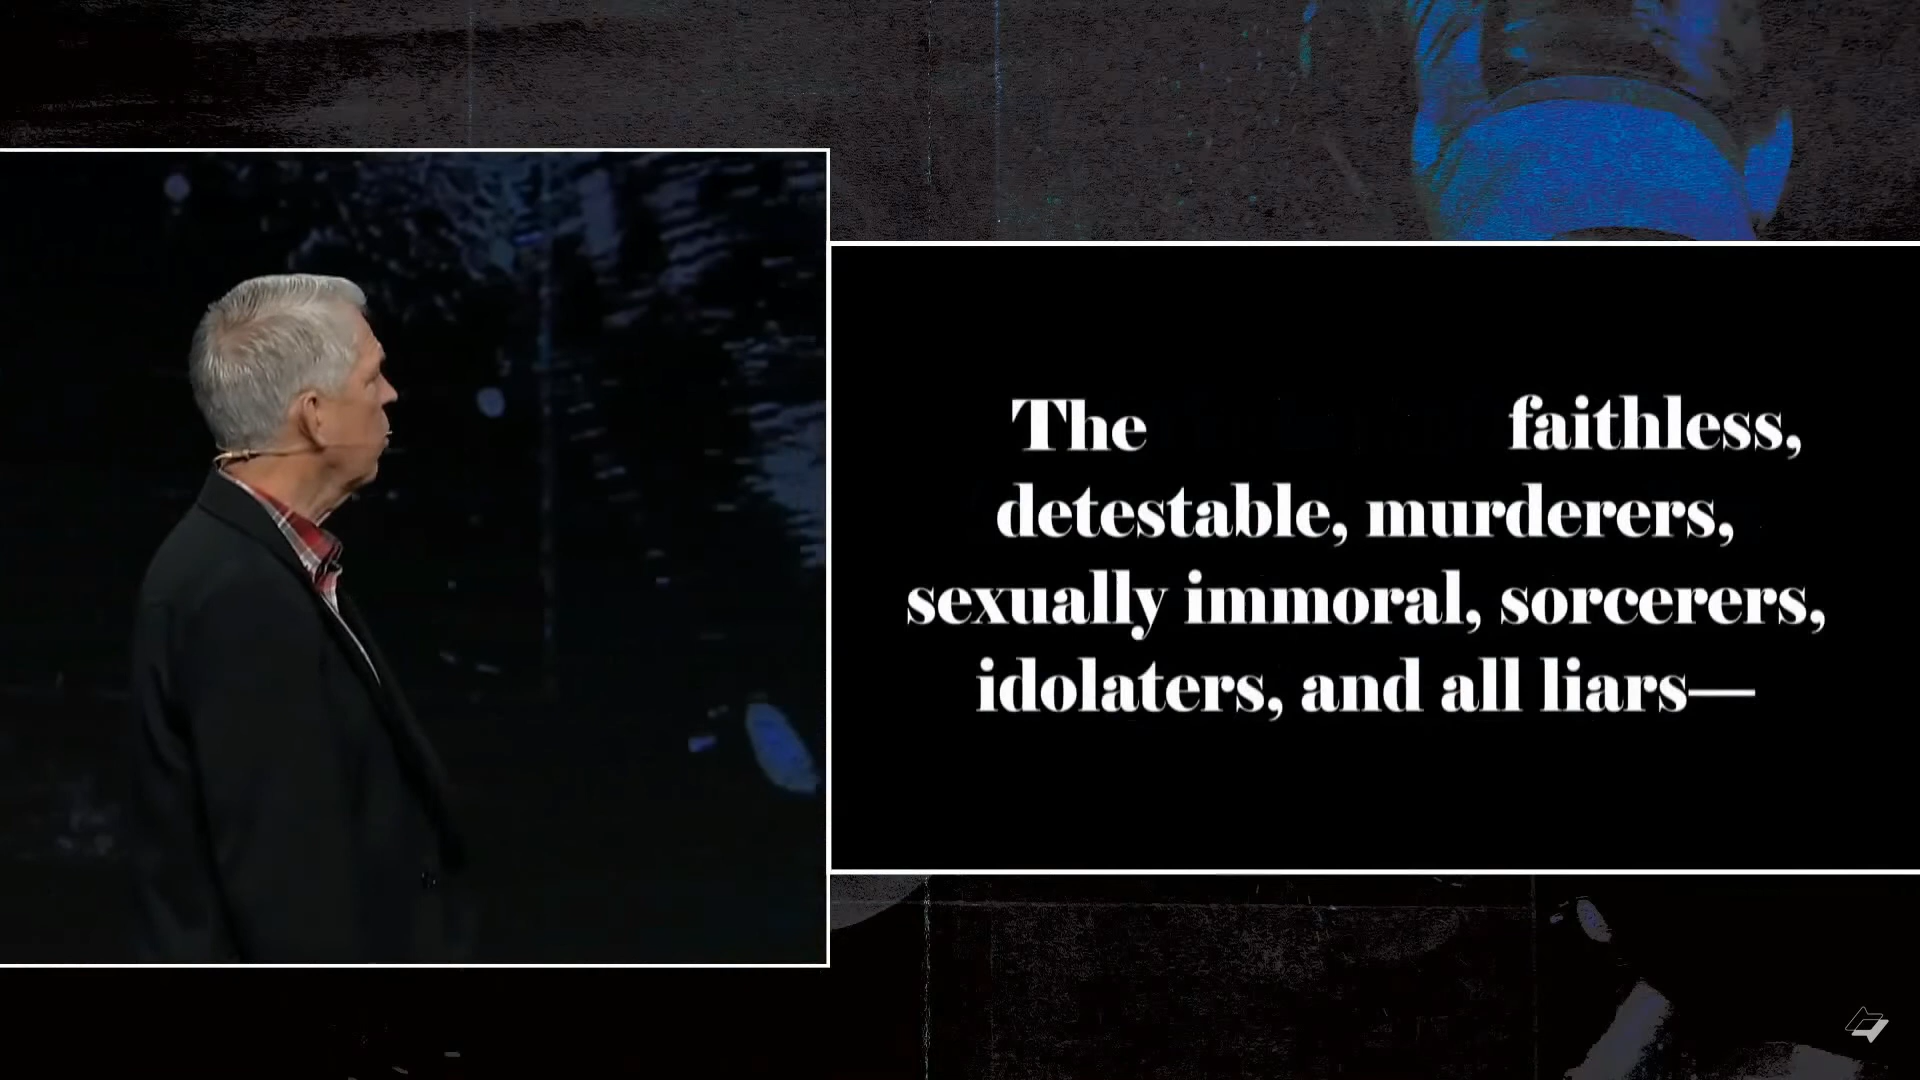 The faithless,
detestable, murderers,
sexually immoral, sorcerers,
idolaters, and all liars—